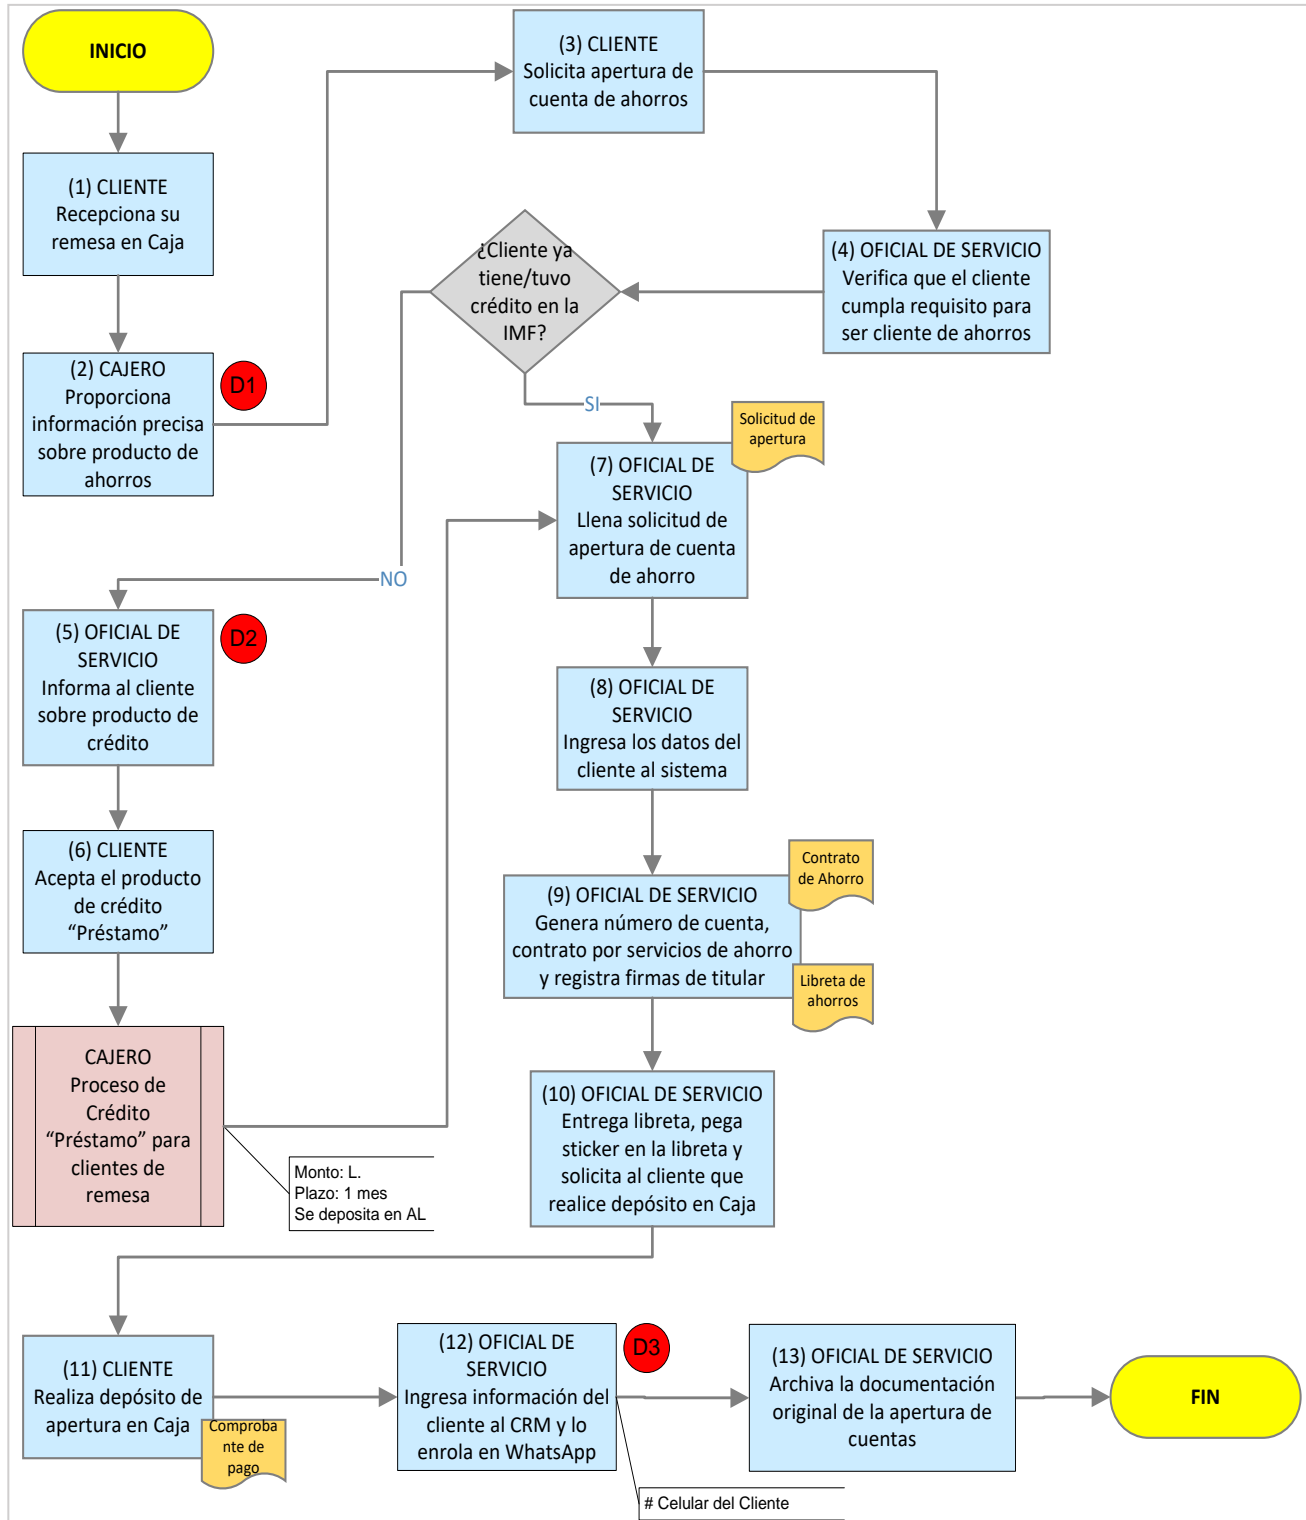 INICIO
(1) CLIENTE
Recepciona su
remesa en Caja
(2) CAJERO
Proporciona
información precisa
sobre producto de
ahorros
D1
(3) CLIENTE
Solicita apertura de
cuenta de ahorros
(4) OFICIAL DE SERVICIO
Verifica que el cliente
cumpla requisito para
ser cliente de ahorros
¿Cliente ya
tiene/tuvo
crédito en la
IMF?
SI
NO
(5) OFICIAL DE
SERVICIO
Informa al cliente
sobre producto de
crédito
D2
(6) CLIENTE
Acepta el producto
de crédito
“Préstamo”
CAJERO
Proceso de
Crédito
“Préstamo” para
clientes de
remesa
Monto: L.
Plazo: 1 mes
Se deposita en AL
(7) OFICIAL DE
SERVICIO
Llena solicitud de
apertura de cuenta
de ahorro
Solicitud de
apertura
(8) OFICIAL DE
SERVICIO
Ingresa los datos del
cliente al sistema
(9) OFICIAL DE SERVICIO
Genera número de cuenta,
contrato por servicios de ahorro
y registra firmas de titular
Contrato
de Ahorro
Libreta de
ahorros
(10) OFICIAL DE SERVICIO
Entrega libreta, pega
sticker en la libreta y
solicita al cliente que
realice depósito en Caja
(11) CLIENTE
Realiza depósito de
apertura en Caja
Comproba
nte de
pago
(12) OFICIAL DE
SERVICIO
Ingresa información del
cliente al CRM y lo
enrola en WhatsApp
D3
# Celular del Cliente
(13) OFICIAL DE SERVICIO
Archiva la documentación
original de la apertura de
cuentas
FIN